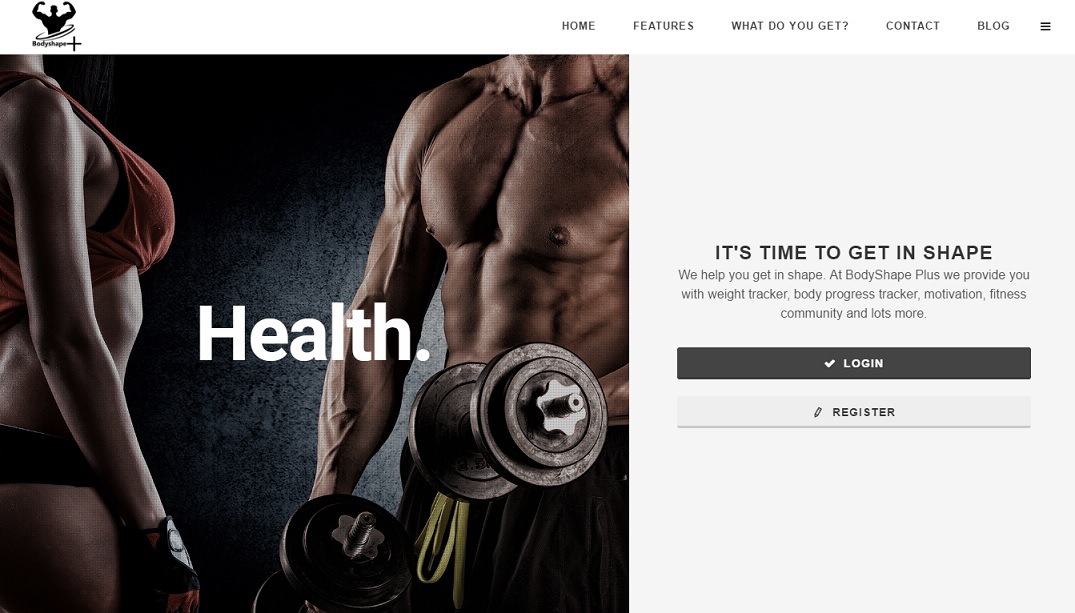 Bodyshape
HOME FEATURES WHAT DO YOU GET? CONTACT BLOG
Health.
IT'S TIME TO GET IN SHAPE
We help you get in shape. At BodyShape Plus we provide you
with weight tracker, body progress tracker, motivation, fitness
community and lots more.
LOGIN
REGISTER